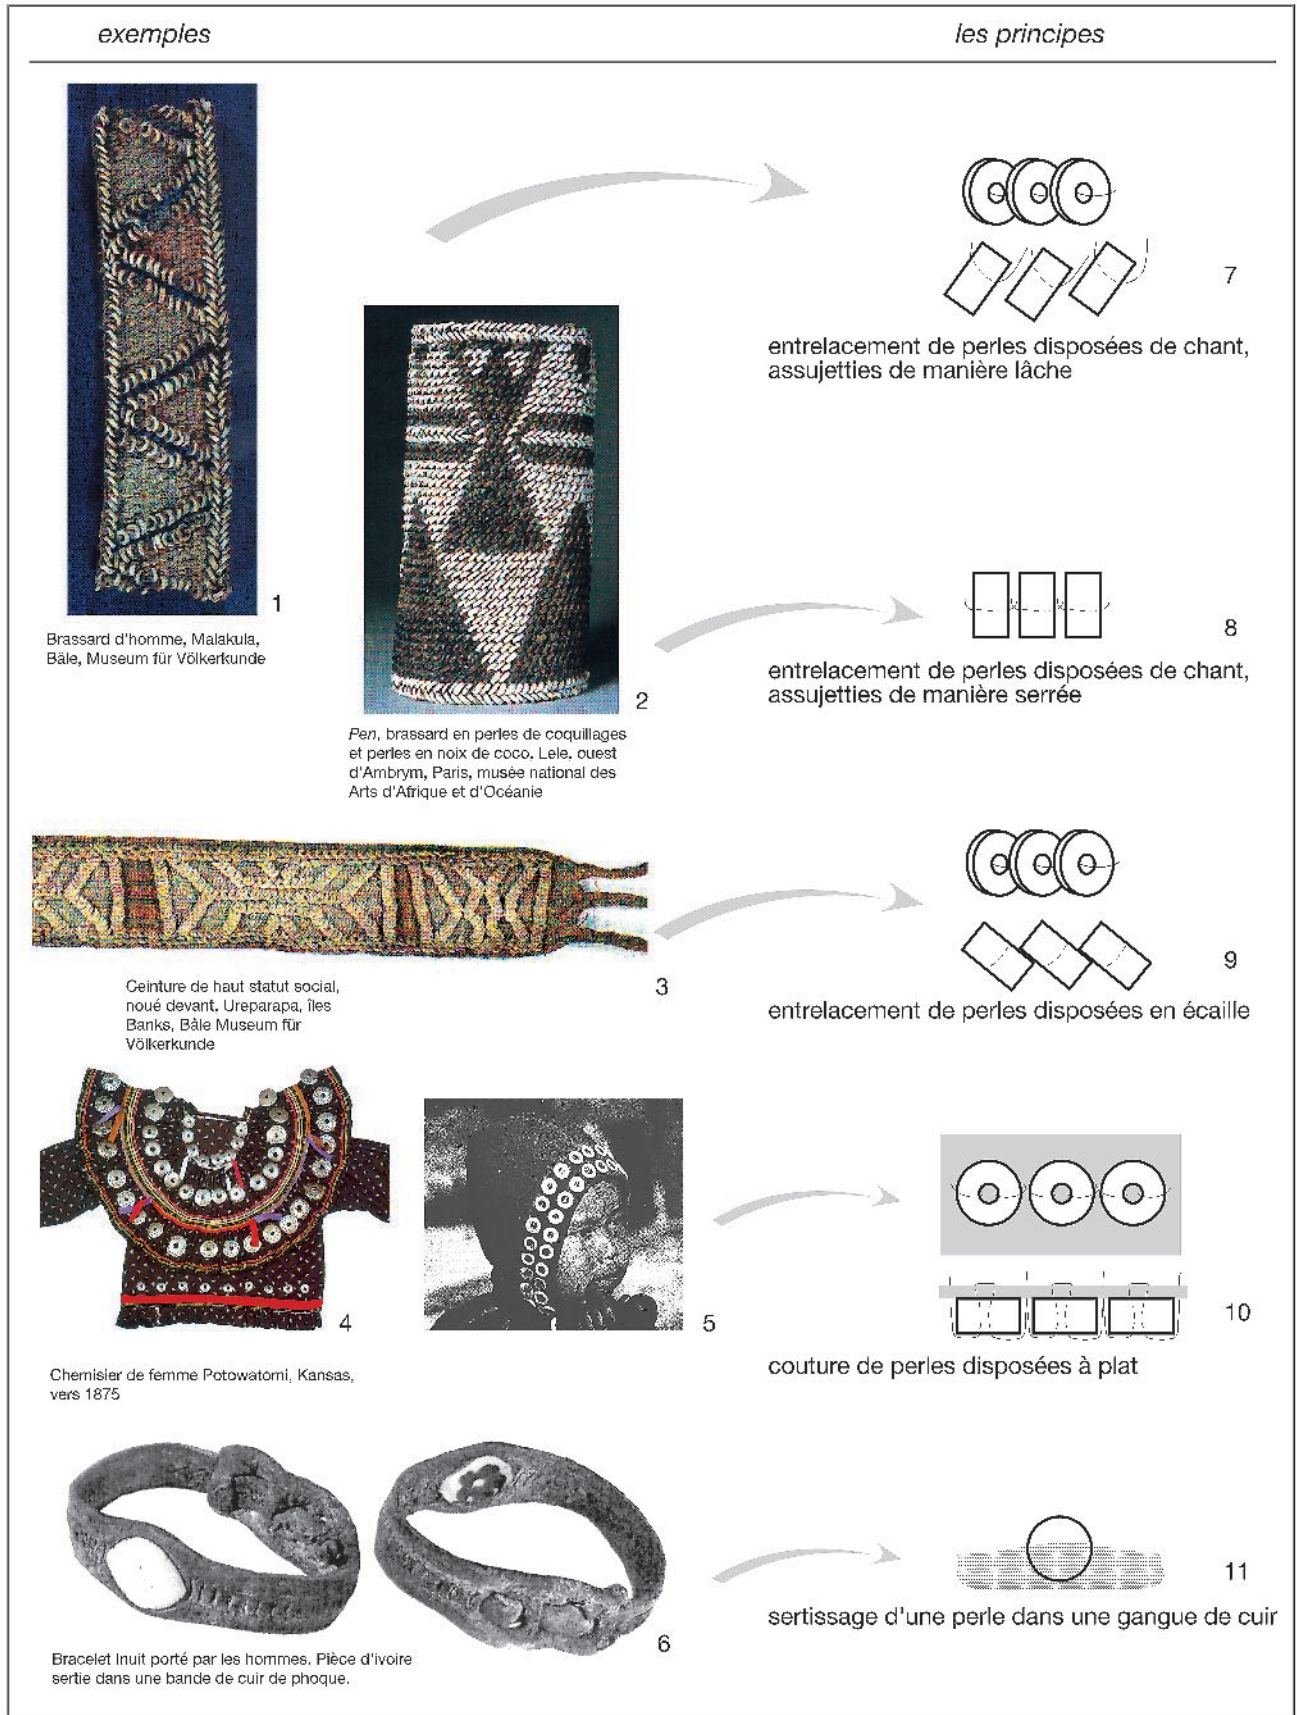 exemples
les principes
1
Brassard d'homme, Malakula,
Bâle, Museum für Völkerkunde
7
entrelacement de perles disposées de chant,
assujetties de manière lâche
2
Pen, brassard en perles de coquillages
et perles en noix de coco. Lele, ouest
d'Ambrym, Paris, musée national des
Arts d'Afrique et d'Océanie
8
entrelacement de perles disposées de chant,
assujetties de manière serrée
3
Ceinture de haut statut social,
noué devant. Ureparapa, îles
Banks, Bâle Museum für
Völkerkunde
9
entrelacement de perles disposées en écaille
4
Chemisier de femme Potowatomi, Kansas,
vers 1875
5
10
couture de perles disposées à plat
6
Bracelet Inuit porté par les hommes. Pièce d'ivoire
sertie dans une bande de cuir de phoque.
11
sertissage d'une perle dans une gangue de cuir